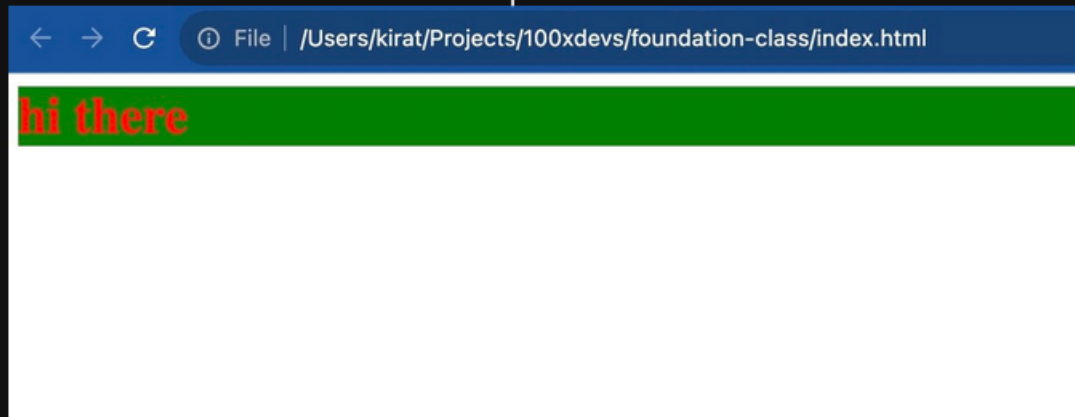 File | /Users/kirat/Projects/100xdevs/foundation-class/index.html
hi there